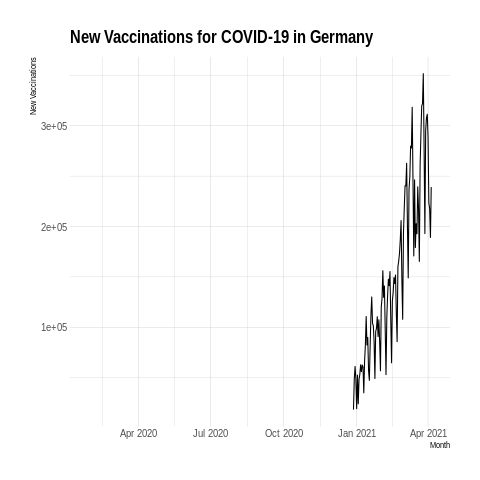 New Vaccinations for COVID-19 in Germany
New Vaccinations
3e+05
2e+05
1e+05
Apr 2020 Jul 2020 Oct 2020 Jan 2021 Apr 2021
Month